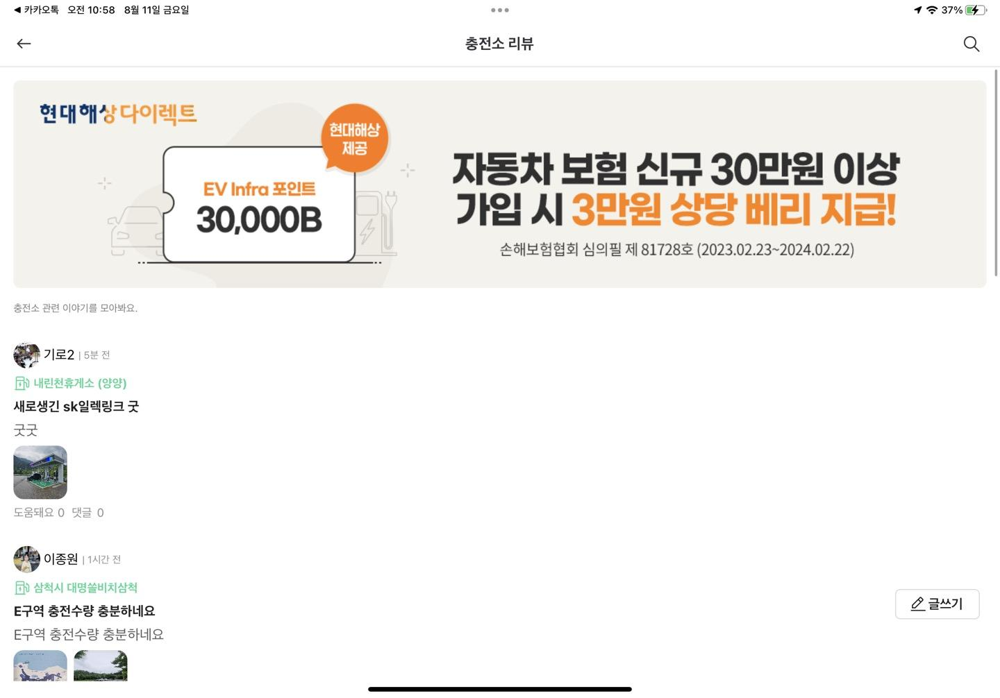 카카오톡 오전 10:58 8월 11일 금요일
37%
충전소 리뷰
현대해상다이렉트
현대해상
제공
EV Infra 포인트
30,000B
자동차 보험 신규 30만원 이상
가입 시 3만원 상당 베리 지급!
손해보험협회 심의필 제 81728호 (2023.02.23~2024.02.22)
충전소 관련 이야기를 모아봐요.
기로2 | 5분 전
내린천휴게소 (양양)
새로생긴 sk일렉링크 굿
굿굿
도움돼요 0 댓글 0
이종원 | 1시간 전
삼척시 대명쏠비치삼척
E구역 충전수량 충분하네요
E구역 충전수량 충분하네요
글쓰기